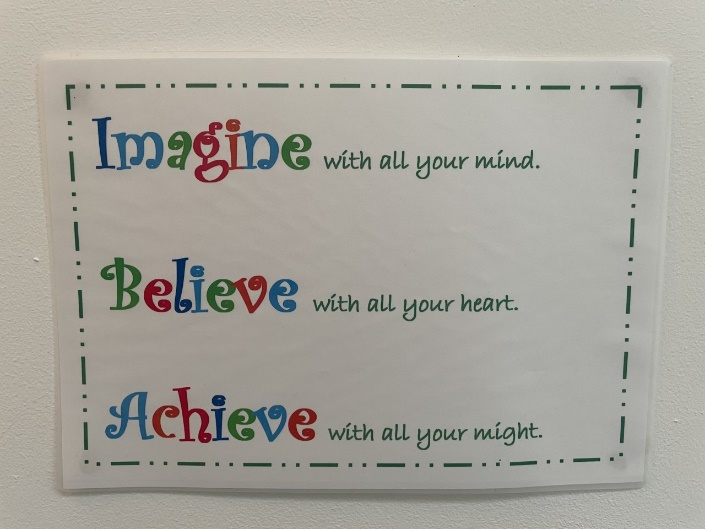 Imagine with all your mind.
Believe with all your heart.
Achieve with all your might.